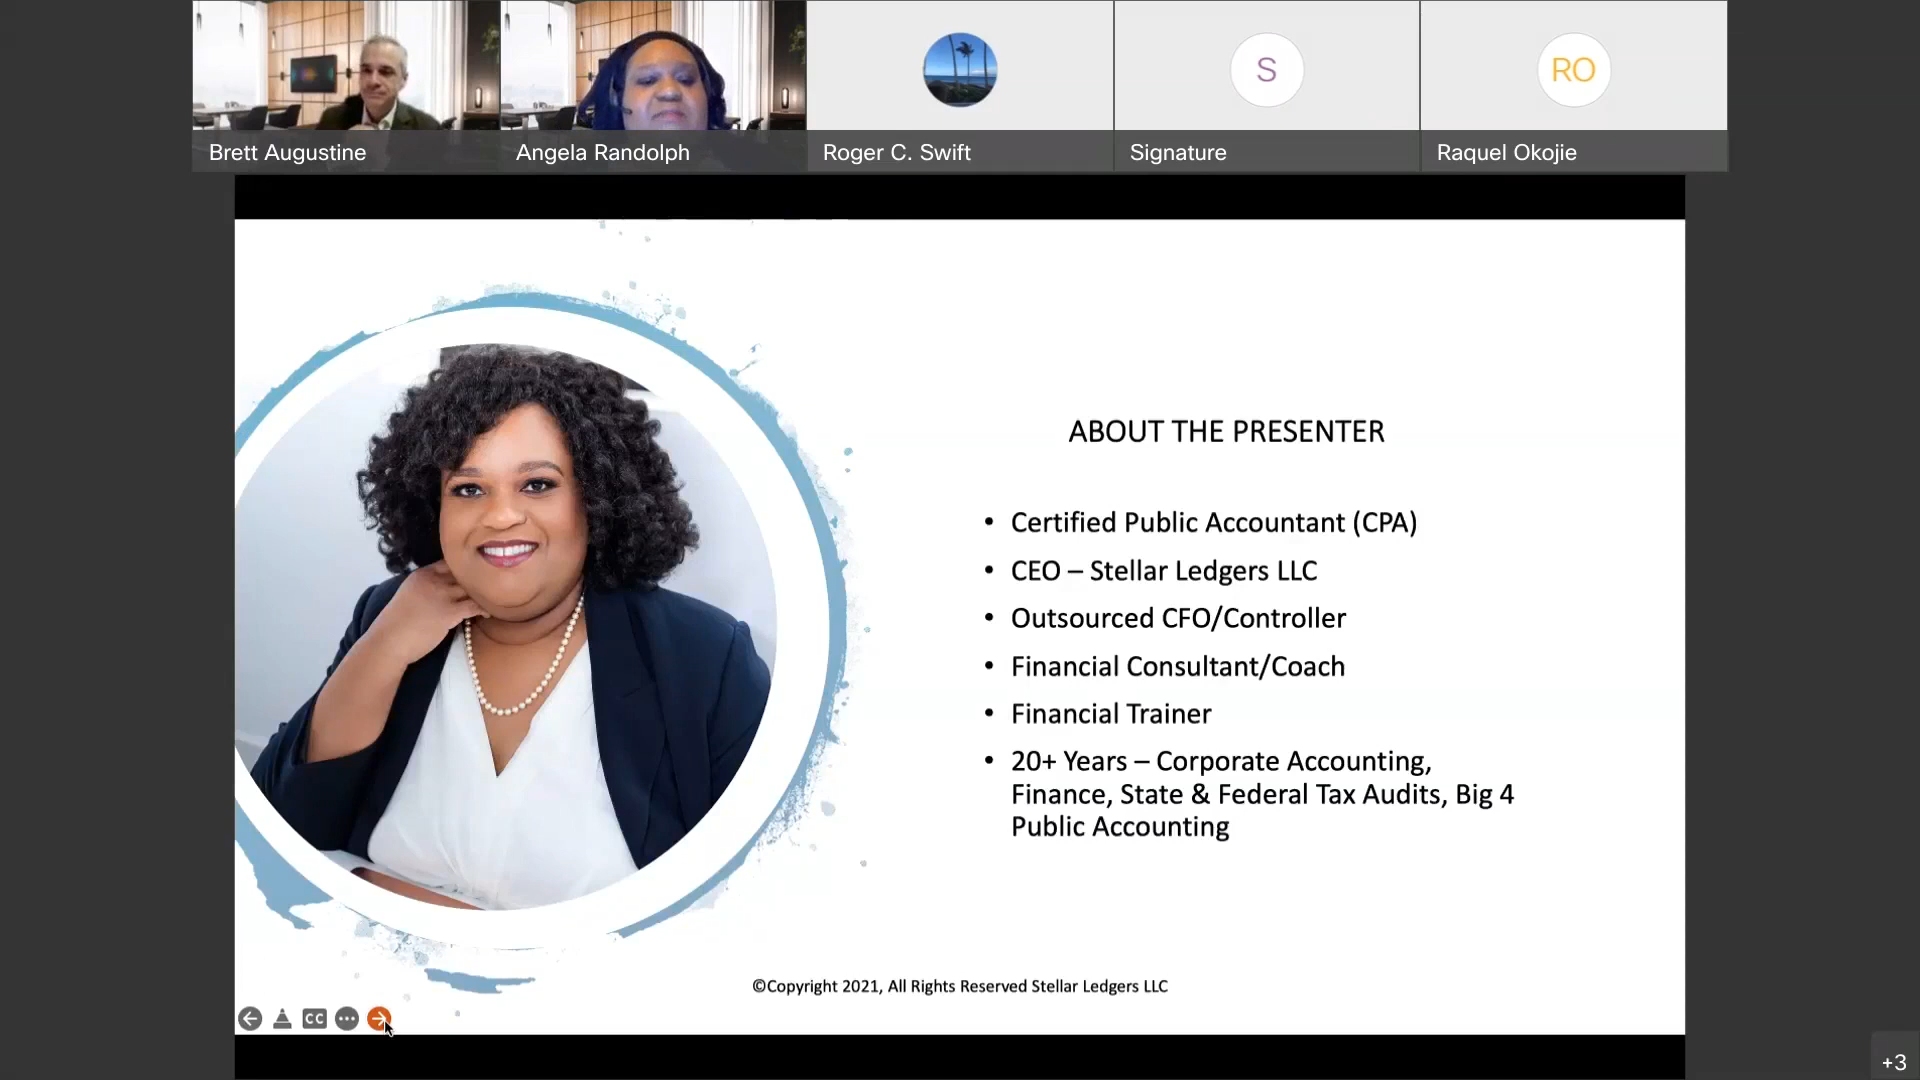 Brett Augustine
Angela Randolph
Roger C. Swift
S
Signature
RO
Raquel Okojie
ABOUT THE PRESENTER
• Certified Public Accountant (CPA)
• CEO – Stellar Ledgers LLC
• Outsourced CFO/Controller
• Financial Consultant/Coach
• Financial Trainer
• 20+ Years – Corporate Accounting,
Finance, State & Federal Tax Audits, Big 4
Public Accounting
©Copyright 2021, All Rights Reserved Stellar Ledgers LLC
CC
+3